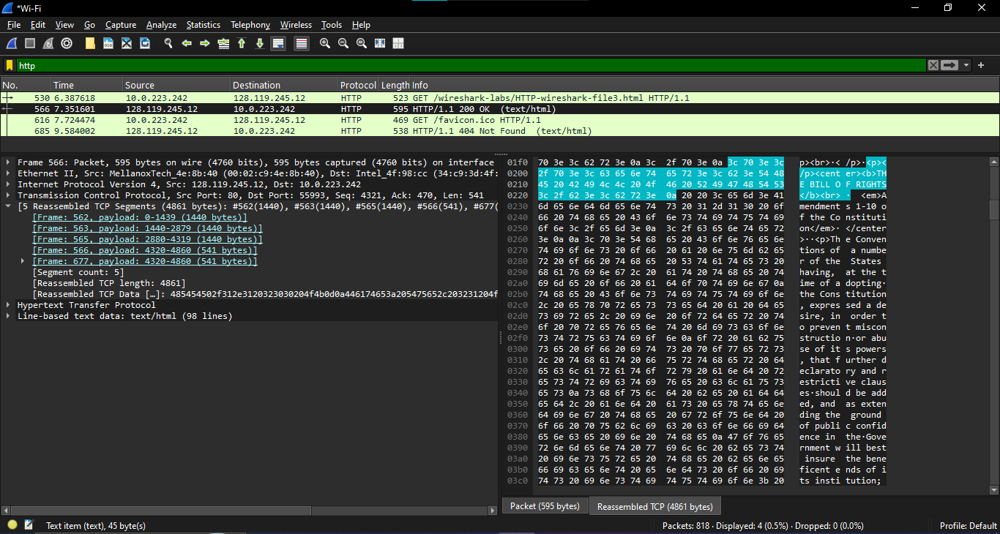 *Wi-Fi
File Edit View Go Capture Analyze Statistics Telephony Wireless Tools Help
http
No. Time Source Destination Protocol Length Info
530 6.387618 10.0.223.242 128.119.245.12 HTTP 523 GET /wireshark-labs/HTTP-wireshark-file3.html HTTP/1.1
566 7.351601 128.119.245.12 10.0.223.242 HTTP 595 HTTP/1.1 200 OK (text/html)
616 7.724474 10.0.223.242 128.119.245.12 HTTP 469 GET /favicon.ico HTTP/1.1
685 9.584002 128.119.245.12 10.0.223.242 HTTP 538 HTTP/1.1 404 Not Found (text/html)
Frame 566: Packet, 595 bytes on wire (4760 bits), 595 bytes captured (4760 bits) on interface
Ethernet II, Src: MellanoxTech_4e:8b:40 (00:02:c9:4e:8b:40), Dst: Intel_4f:98:cc (34:c9:3d:4f:
Internet Protocol Version 4, Src: 128.119.245.12, Dst: 10.0.223.242
Transmission Control Protocol, Src Port: 80, Dst Port: 55993, Seq: 4321, Ack: 470, Len: 541
[5 Reassembled TCP Segments (4861 bytes): #562(1440), #563(1440), #565(1440), #566(541), #677(
[Frame: 562, payload: 0-1439 (1440 bytes)]
[Frame: 563, payload: 1440-2879 (1440 bytes)]
[Frame: 565, payload: 2880-4319 (1440 bytes)]
[Frame: 566, payload: 4320-4860 (541 bytes)]
[Frame: 677, payload: 4320-4860 (541 bytes)]
[Segment count: 5]
[Reassembled TCP length: 4861]
[Reassembled TCP Data […]: 485454502f312e3120323030204f4b0d0a446174653a205475652c203231204f
Hypertext Transfer Protocol
Line-based text data: text/html (98 lines)
01f0 70 3e 3c 62 72 3e 0a 3c 2f 70 3e 0a 3c 70 3e 3c p><br>·< /p>·<p><
0200 2f 70 3e 3c 63 65 6e 74 65 72 3e 3c 62 3e 54 48 /p><cent er><b>TH
0210 45 20 42 49 4c 4c 20 4f 46 20 52 49 47 48 54 53 E BILL O F RIGHTS
0220 3c 2f 62 3e 3c 62 72 3e 0a 20 20 3c 65 6d 3e 41 </b><br> · <em>A
0230 6d 65 6e 64 6d 65 6e 74 73 20 31 2d 31 30 20 6f mendment s 1-10 o
0240 66 20 74 68 65 20 43 6f 6e 73 74 69 74 75 74 69 f the Co nstituti
0250 6f 6e 3c 2f 65 6d 3e 0a 3c 2f 63 65 6e 74 65 72 on</em>· </center
0260 3e 0a 0a 3c 70 3e 54 68 65 20 43 6f 6e 76 65 6e >··<p>Th e Conven
0270 74 69 6f 6e 73 20 6f 66 20 61 20 6e 75 6d 62 65 tions of a numbe
0280 72 20 6f 66 20 74 68 65 20 53 74 61 74 65 73 20 r of the States
0290 68 61 76 69 6e 67 2c 20 61 74 20 74 68 65 20 74 having, at the t
02a0 69 6d 65 20 6f 66 20 61 64 6f 70 74 69 6e 67 0a ime of a dopting·
02b0 74 68 65 20 43 6f 6e 73 74 69 74 75 74 69 6f 6e the Cons titution
02c0 2c 20 65 78 70 72 65 73 73 65 64 20 61 20 64 65 , expres sed a de
02d0 73 69 72 65 2c 20 69 6e 20 6f 72 64 65 72 20 74 sire, in order t
02e0 6f 20 70 72 65 76 65 6e 74 20 6d 69 73 63 6f 6e o preven t miscon
02f0 73 74 72 75 63 74 69 6f 6e 0a 6f 72 20 61 62 75 structio n·or abu
0300 73 65 20 6f 66 20 69 74 73 20 70 6f 77 65 72 73 se of it s powers
0310 2c 20 74 68 61 74 20 66 75 72 74 68 65 72 20 64 , that f urther d
0320 65 63 6c 61 72 61 74 6f 72 79 20 61 6e 64 20 72 eclarato ry and r
0330 65 73 74 72 69 63 74 69 76 65 20 63 6c 61 75 73 estricti ve claus
0340 65 73 0a 73 68 6f 75 6c 64 20 62 65 20 61 64 64 es·shoul d be add
0350 65 64 2c 20 61 6e 64 20 61 73 20 65 78 74 65 6e ed, and as exten
0360 64 69 6e 67 20 74 68 65 20 67 72 6f 75 6e 64 20 ding the ground
0370 6f 66 20 70 75 62 6c 69 63 20 63 6f 6e 66 69 64 of publi c confid
0380 65 6e 63 65 20 69 6e 20 74 68 65 0a 47 6f 76 65 ence in the·Gove
0390 72 6e 6d 65 6e 74 20 77 69 6c 6c 20 62 65 73 74 rnment w ill best
03a0 20 69 6e 73 75 72 65 20 74 68 65 20 62 65 6e 65 insure the bene
03b0 66 69 63 65 6e 74 20 65 6e 64 73 20 6f 66 20 69 ficent e nds of i
03c0 74 73 20 69 6e 73 74 69 74 75 74 69 6f 6e 3b 20 ts insti tution;
Packet (595 bytes) Reassembled TCP (4861 bytes)
Text item (text), 45 byte(s) Packets: 818 · Displayed: 4 (0.5%) · Dropped: 0 (0.0%) Profile: Default